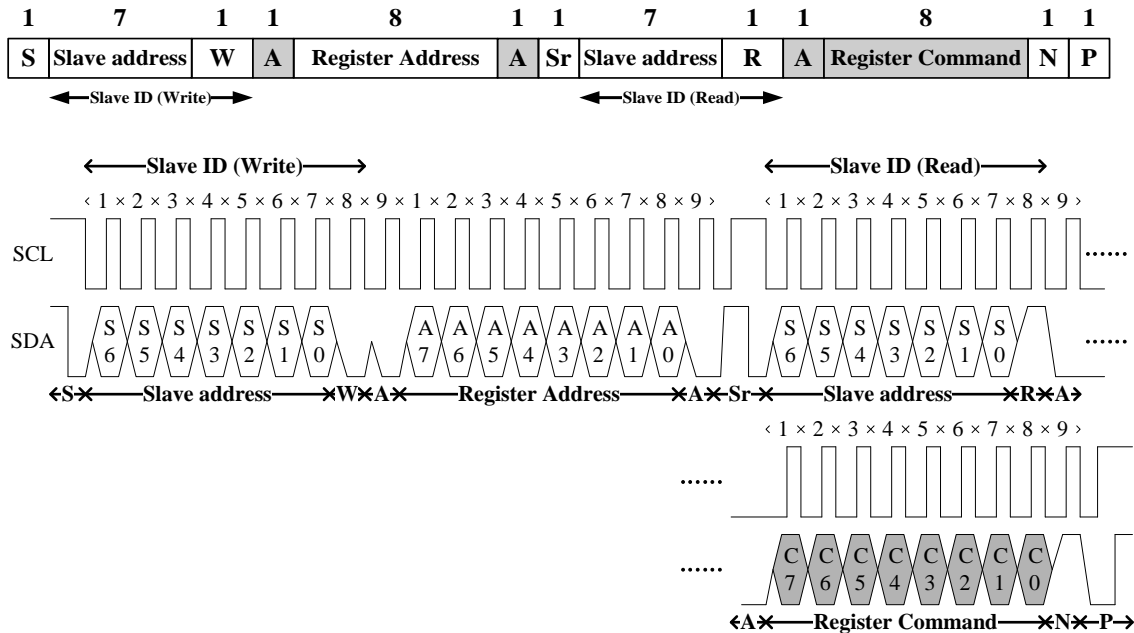 1 7 1 1 8 1 1 7 1 1 8 1 1
S Slave address W A Register Address A Sr Slave address R A Register Command N P
Slave ID (Write) Slave ID (Read)
Slave ID (Write) Slave ID (Read)
‹ 1 × 2 × 3 × 4 × 5 × 6 × 7 × 8 × 9 × 1 × 2 × 3 × 4 × 5 × 6 × 7 × 8 × 9 › ‹ 1 × 2 × 3 × 4 × 5 × 6 × 7 × 8 × 9 ›
SCL ······
SDA S6 S5 S4 S3 S2 S1 S0 A7 A6 A5 A4 A3 A2 A1 A0 S6 S5 S4 S3 S2 S1 S0 ······
S Slave address W A Register Address A Sr Slave address R A
‹ 1 × 2 × 3 × 4 × 5 × 6 × 7 × 8 × 9 ›
······
······ C7 C6 C5 C4 C3 C2 C1 C0
A Register Command N P